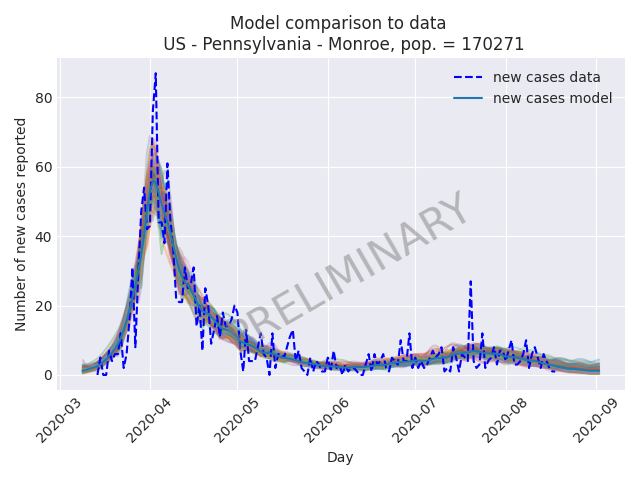 Model comparison to data
US - Pennsylvania - Monroe, pop. = 170271
new cases data
new cases model
Number of new cases reported
80
60
40
20
0
PRELIMINARY
2020-03
2020-04
2020-05
2020-06
2020-07
2020-08
2020-09
Day